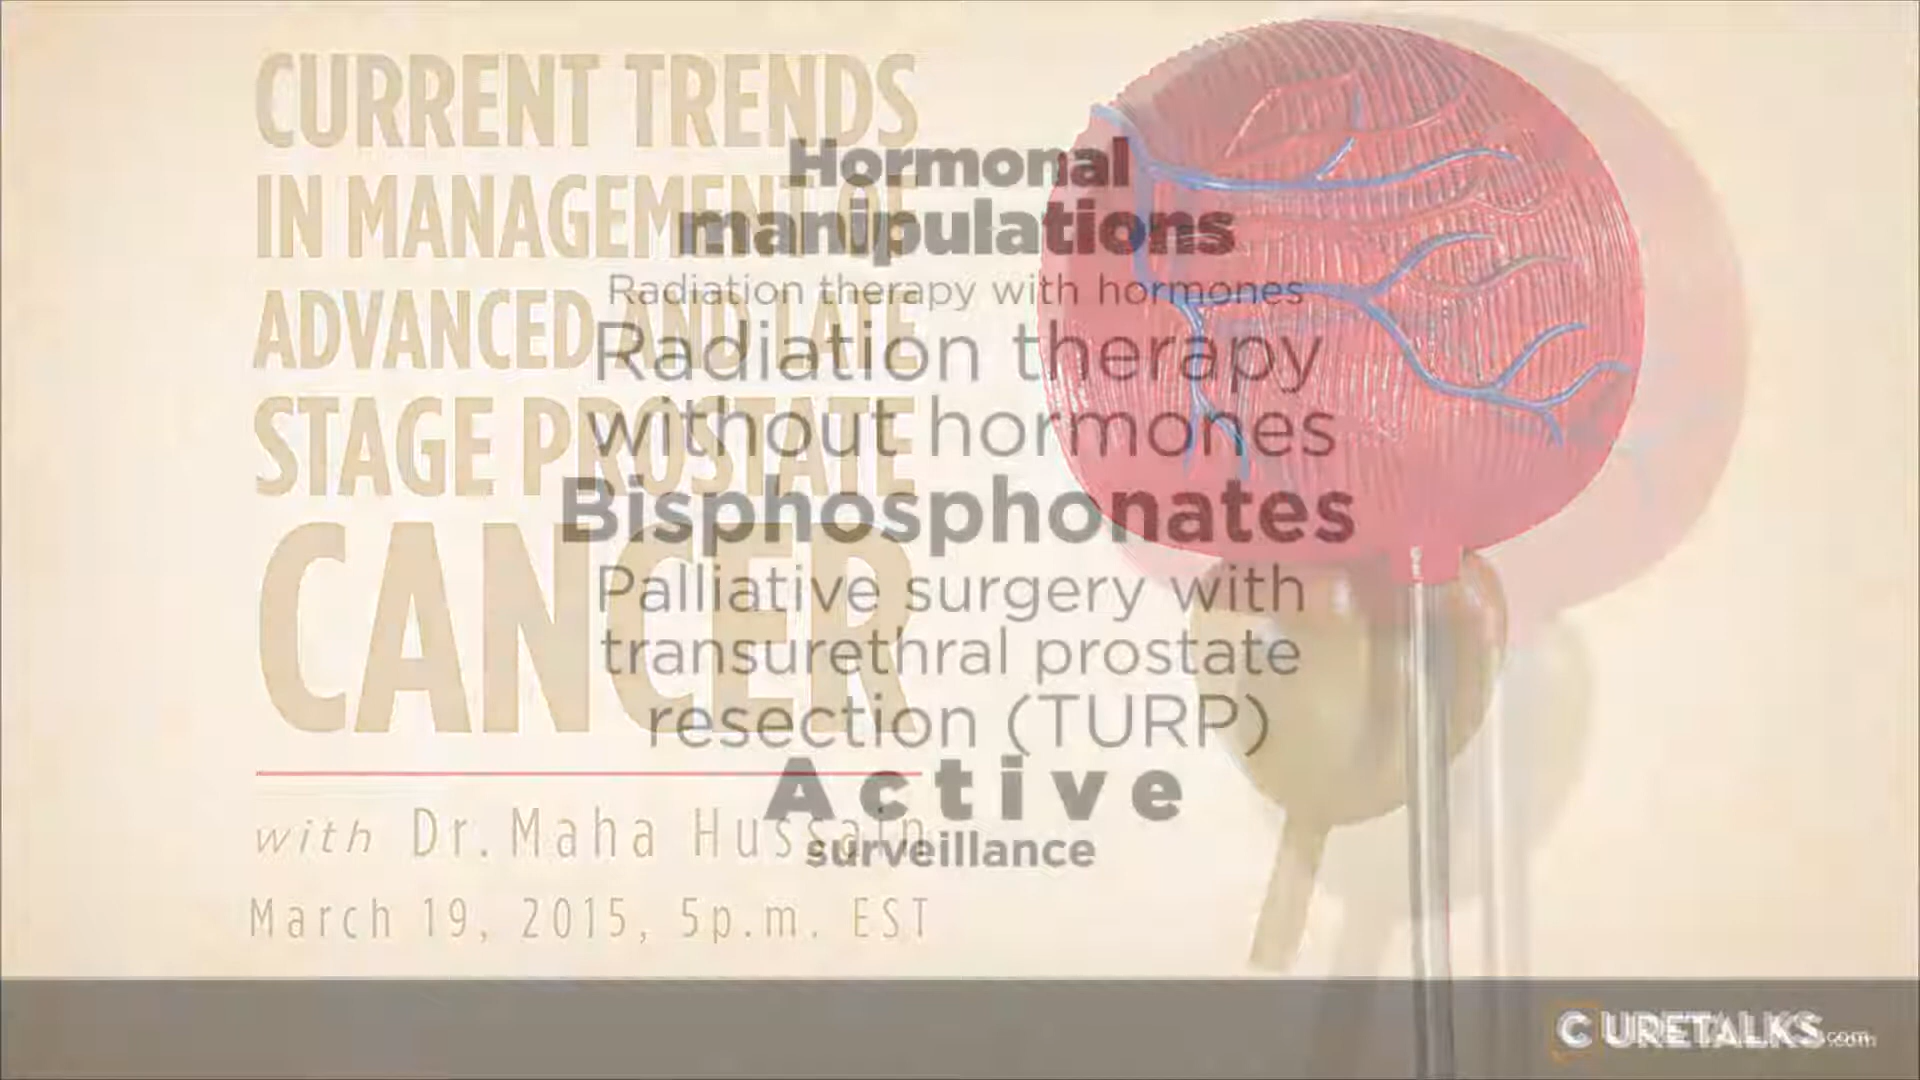 CURRENT TRENDS
IN MANAGEMENT OF
ADVANCED AND LATE
STAGE PROSTATE
CANCER
with Dr. Maha Hussain
March 19, 2015, 5p.m. EST
Hormonal
manipulations
Radiation therapy with hormones
Radiation therapy
without hormones
Bisphosphonates
Palliative surgery with
transurethral prostate
resection (TURP)
Active
surveillance
CURETALKS.com